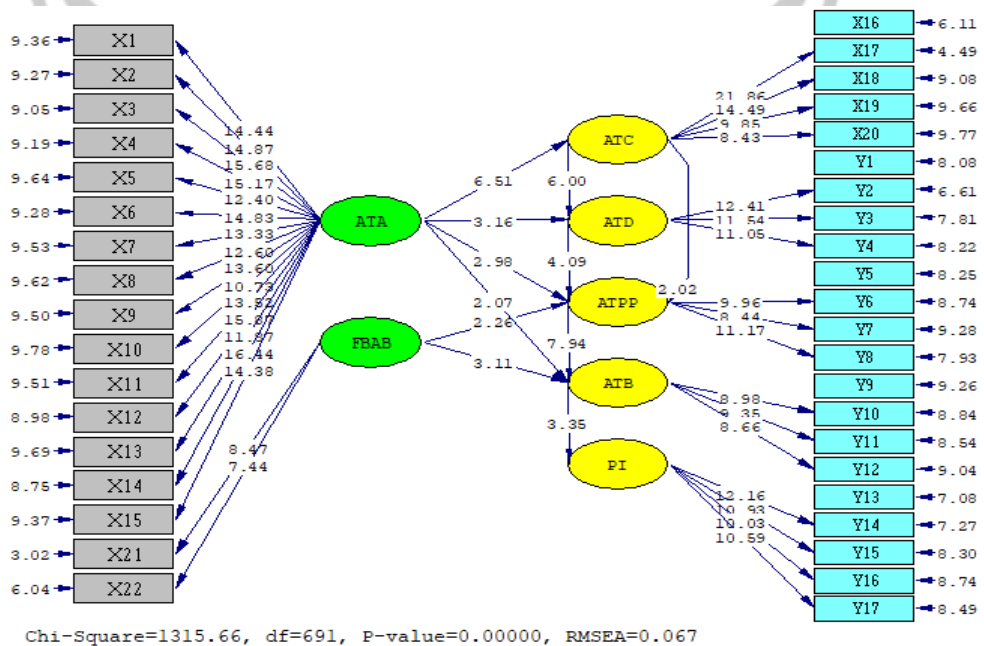 9.36 X1
9.27 X2
9.05 X3
9.19 X4
9.64 X5
9.28 X6
9.53 X7
9.62 X8
9.50 X9
9.78 X10
9.51 X11
8.98 X12
9.69 X13
8.75 X14
9.37 X15
3.02 X21
6.04 X22
14.44
14.87
15.68
15.17
12.40
14.83
13.33
12.60
13.60
10.73
13.52
15.87
11.87
16.44
14.38
8.47
7.44
ATA
FBAB
6.51
3.16
2.98
2.07
2.26
3.11
ATC
6.00
ATD
4.09
ATPP
2.02
7.94
ATB
3.35
PI
21.86
14.49
9.85
8.43
12.41
11.54
11.05
9.96
8.44
11.17
8.98
9.35
8.66
12.16
10.93
10.03
10.59
X16 6.11
X17 4.49
X18 9.08
X19 9.66
X20 9.77
Y1 8.08
Y2 6.61
Y3 7.81
Y4 8.22
Y5 8.25
Y6 8.74
Y7 9.28
Y8 7.93
Y9 9.26
Y10 8.84
Y11 8.54
Y12 9.04
Y13 7.08
Y14 7.27
Y15 8.30
Y16 8.74
Y17 8.49
Chi-Square=1315.66, df=691, P-value=0.00000, RMSEA=0.067